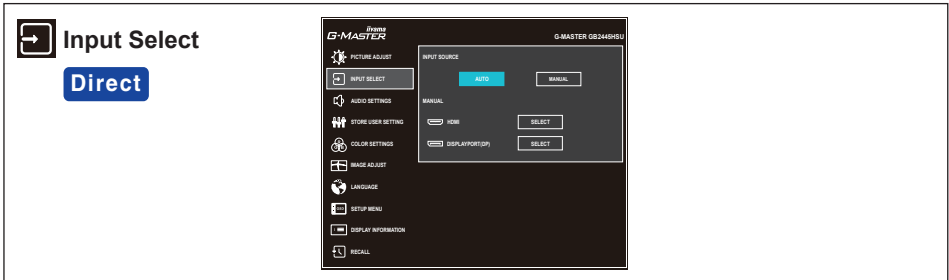 Input Select
Direct
iiyama
G-MASTER
G-MASTER GB2445HSU
PICTURE ADJUST
INPUT SELECT
AUDIO SETTINGS
STORE USER SETTING
COLOR SETTINGS
IMAGE ADJUST
LANGUAGE
OSD
SETUP MENU
DISPLAY INFORMATION
RECALL
INPUT SOURCE
AUTO MANUAL
MANUAL
HDMI SELECT
DISPLAYPORT(DP) SELECT